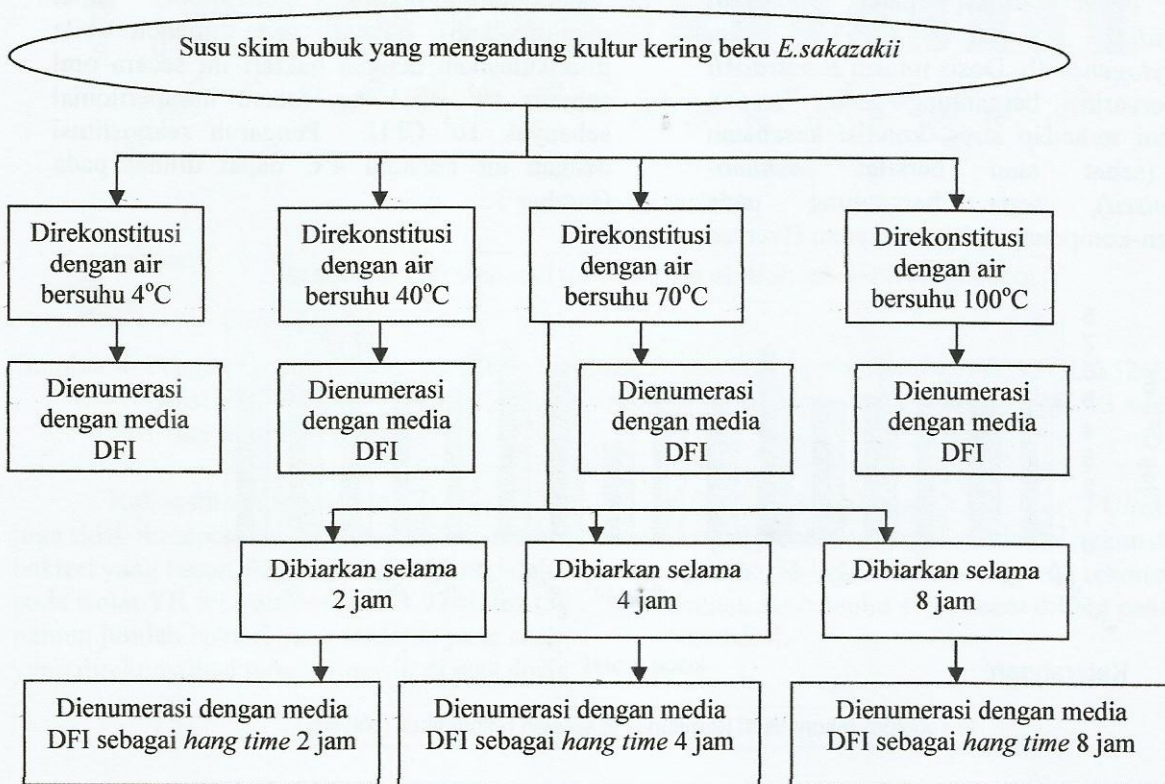 Susu skim bubuk yang mengandung kultur kering beku E.sakazakii
Direkonstitusi
dengan air
bersuhu 4°C
Direkonstitusi
dengan air
bersuhu 40°C
Direkonstitusi
dengan air
bersuhu 70°C
Direkonstitusi
dengan air
bersuhu 100°C
Dienumerasi
dengan media
DFI
Dienumerasi
dengan media
DFI
Dienumerasi
dengan media
DFI
Dienumerasi
dengan media
DFI
Dibiarkan selama
2 jam
Dibiarkan selama
4 jam
Dibiarkan selama
8 jam
Dienumerasi dengan media
DFI sebagai hang time 2 jam
Dienumerasi dengan media
DFI sebagai hang time 4 jam
Dienumerasi dengan media
DFI sebagai hang time 8 jam